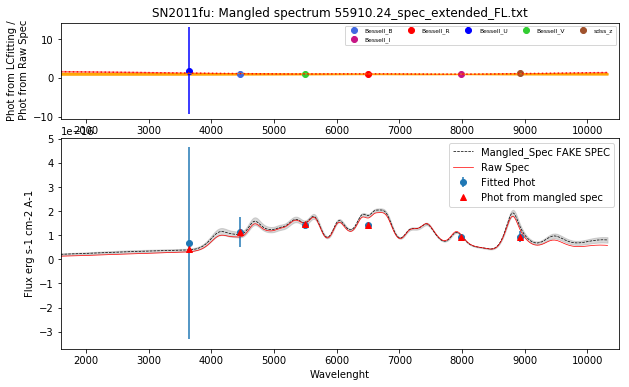 SN2011fu: Mangled spectrum 55910.24_spec_extended_FL.txt
Phot from LCfitting /
Phot from Raw Spec
10
0
−10
Bessell_B
Bessell_I
Bessell_R
Bessell_U
Bessell_V
sdss_z
2000 3000 4000 5000 6000 7000 8000 9000 10000
1e−16
Flux erg s-1 cm-2 A-1
5
4
3
2
1
0
−1
−2
−3
Mangled_Spec FAKE SPEC
Raw Spec
Fitted Phot
Phot from mangled spec
2000 3000 4000 5000 6000 7000 8000 9000 10000
Wavelenght